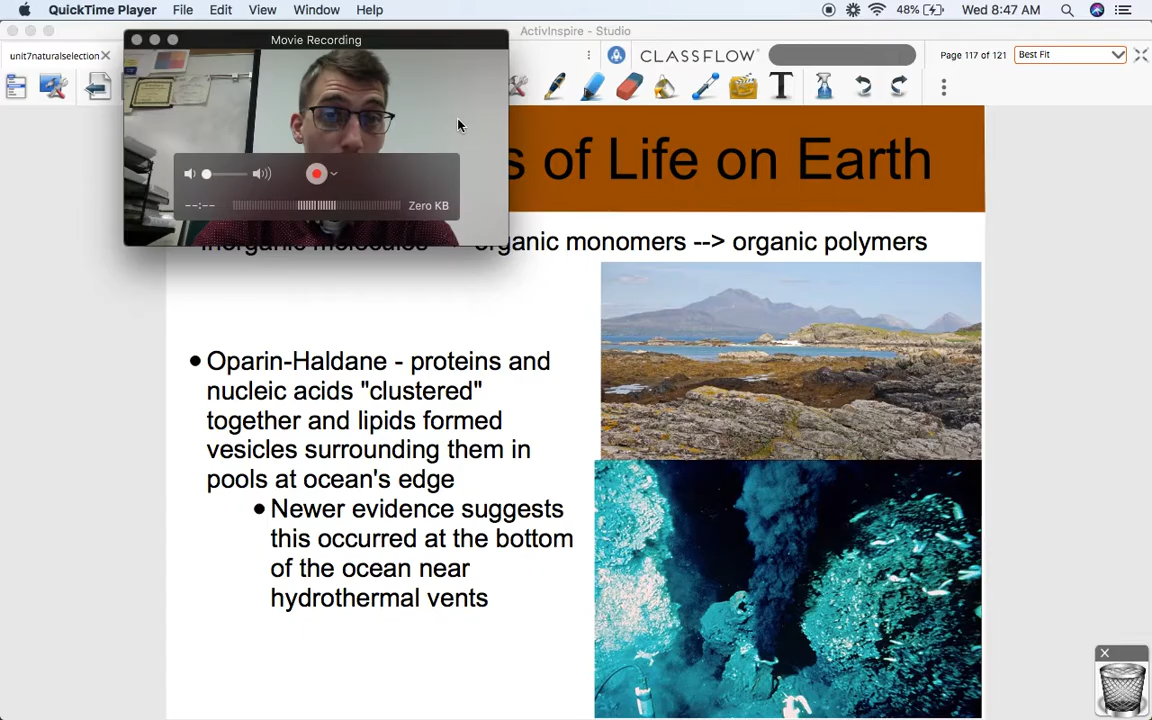 QuickTime Player File Edit View Window Help 48% Wed 8:47 AM
ActivInspire - Studio
unit7naturalselection
Movie Recording
CLASSFLOW
Page 117 of 121
Best Fit
T
--:--
Zero KB
s of Life on Earth
organic monomers --> organic polymers
• Oparin-Haldane - proteins and
nucleic acids "clustered"
together and lipids formed
vesicles surrounding them in
pools at ocean's edge
• Newer evidence suggests
this occurred at the bottom
of the ocean near
hydrothermal vents